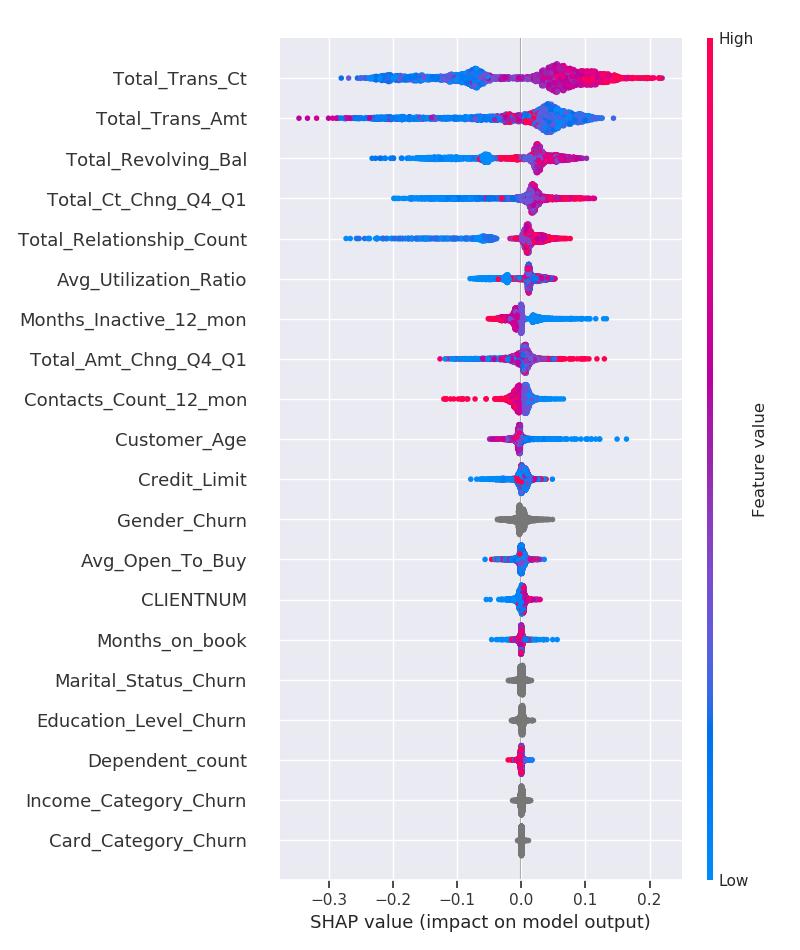 High
Total_Trans_Ct
Total_Trans_Amt
Total_Revolving_Bal
Total_Ct_Chng_Q4_Q1
Total_Relationship_Count
Avg_Utilization_Ratio
Months_Inactive_12_mon
Total_Amt_Chng_Q4_Q1
Contacts_Count_12_mon
Customer_Age
Credit_Limit
Gender_Churn
Avg_Open_To_Buy
CLIENTNUM
Months_on_book
Marital_Status_Churn
Education_Level_Churn
Dependent_count
Income_Category_Churn
Card_Category_Churn
Feature value
Low
−0.3 −0.2 −0.1 0.0 0.1 0.2
SHAP value (impact on model output)